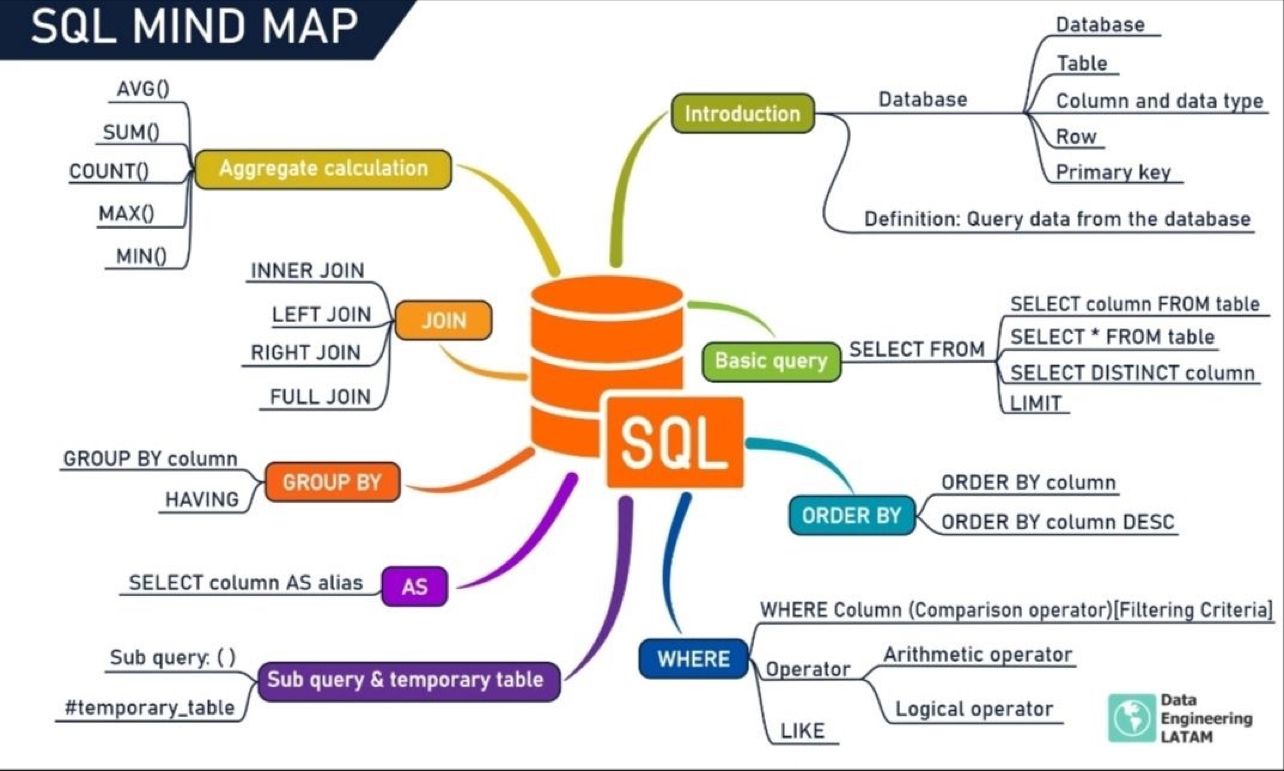 SQL MIND MAP
Aggregate calculation
AVG()
SUM()
COUNT()
MAX()
MIN()
JOIN
INNER JOIN
LEFT JOIN
RIGHT JOIN
FULL JOIN
GROUP BY
GROUP BY column
HAVING
AS
SELECT column AS alias
Sub query & temporary table
Sub query: ( )
#temporary_table
SQL
Introduction
Database
Database
Table
Column and data type
Row
Primary key
Definition: Query data from the database
Basic query
SELECT FROM
SELECT column FROM table
SELECT * FROM table
SELECT DISTINCT column
LIMIT
ORDER BY
ORDER BY column
ORDER BY column DESC
WHERE
WHERE Column (Comparison operator)[Filtering Criteria]
Operator
Arithmetic operator
Logical operator
LIKE
Data
Engineering
LATAM